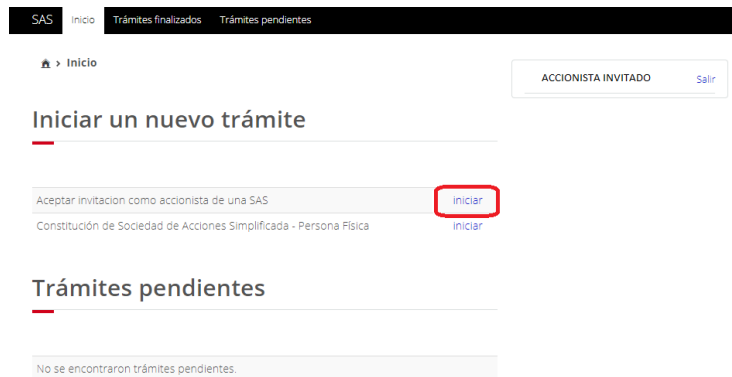 SAS Inicio Trámites finalizados Trámites pendientes
> Inicio
ACCIONISTA INVITADO Salir
Iniciar un nuevo trámite
Aceptar invitacion como accionista de una SAS iniciar
Constitución de Sociedad de Acciones Simplificada - Persona Física iniciar
Trámites pendientes
No se encontraron trámites pendientes.